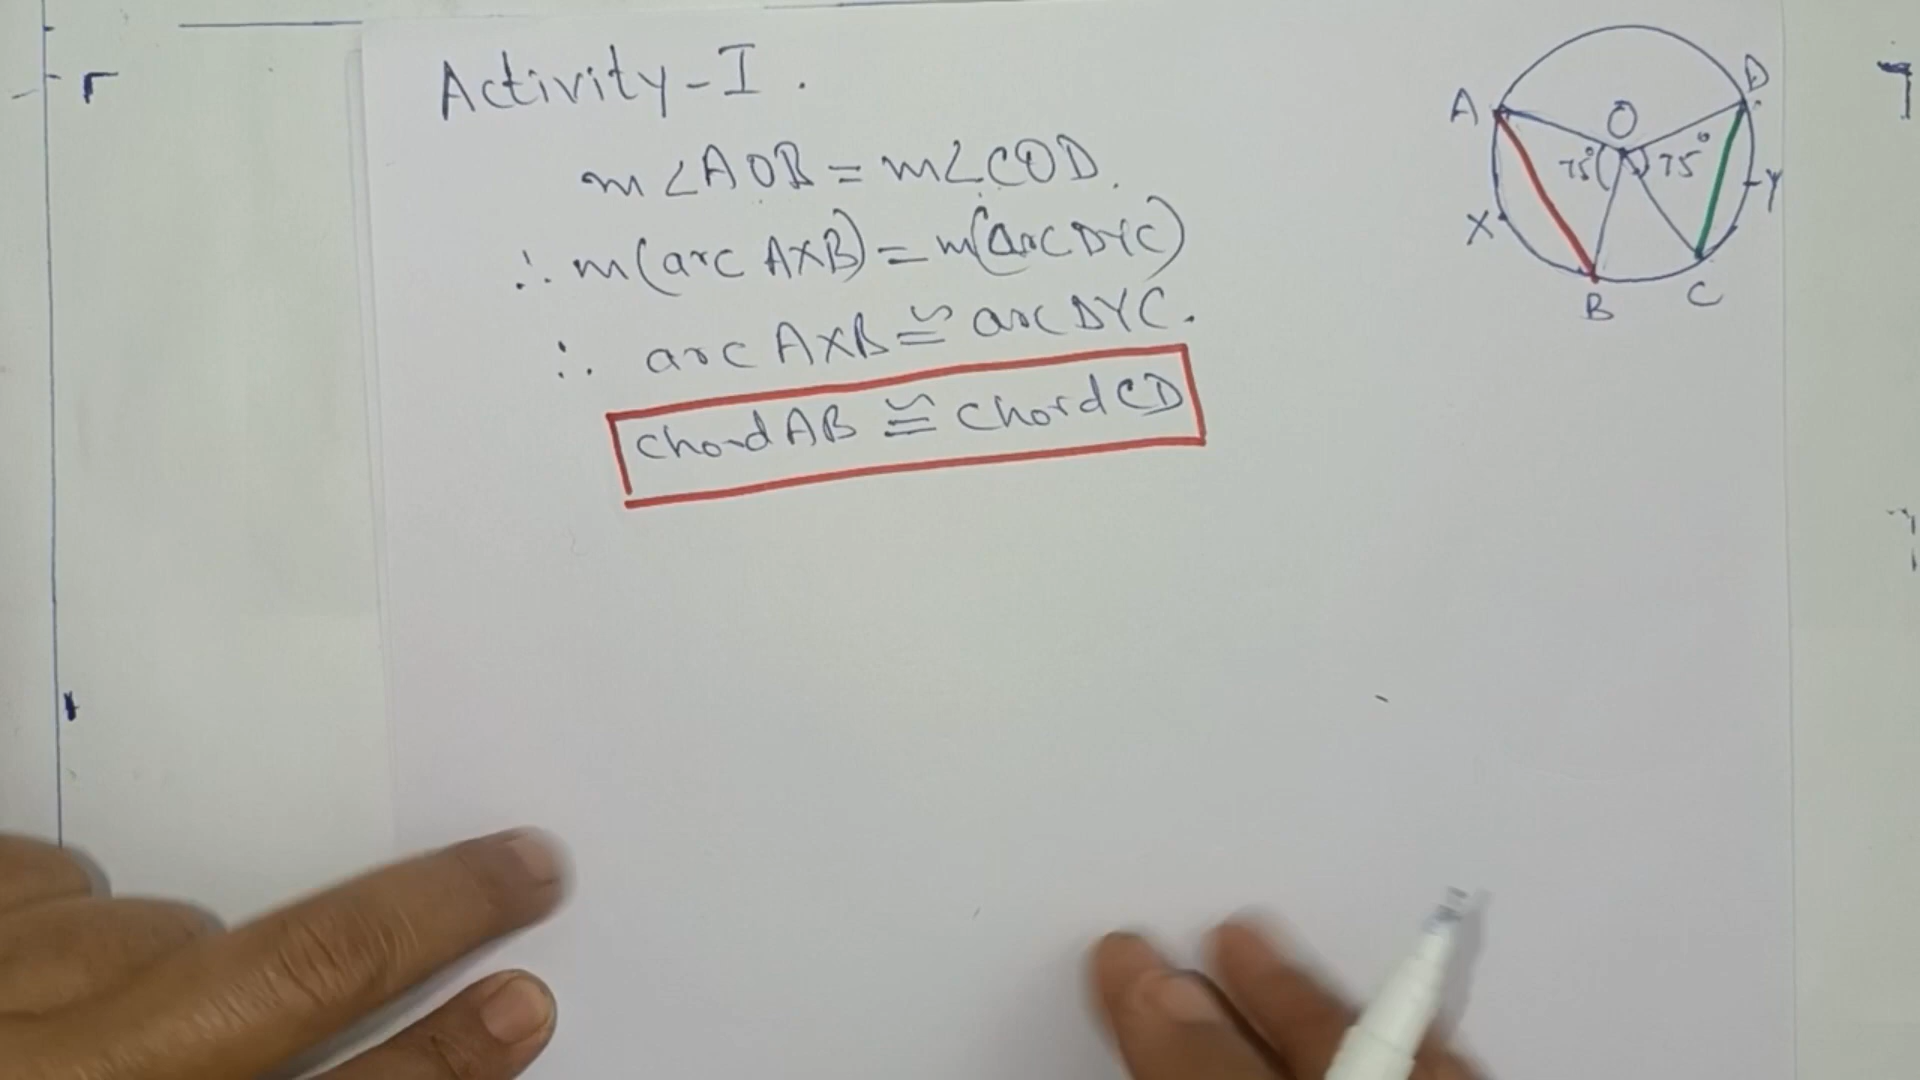 Activity-I.
m∠AOB = m∠COD.
∴ m(arc AXB) = m(arc DYC)
∴ arc AXB ≅ arc DYC.
chord AB ≅ chord CD
D
A
O
75° 75°
Y
X
B
C